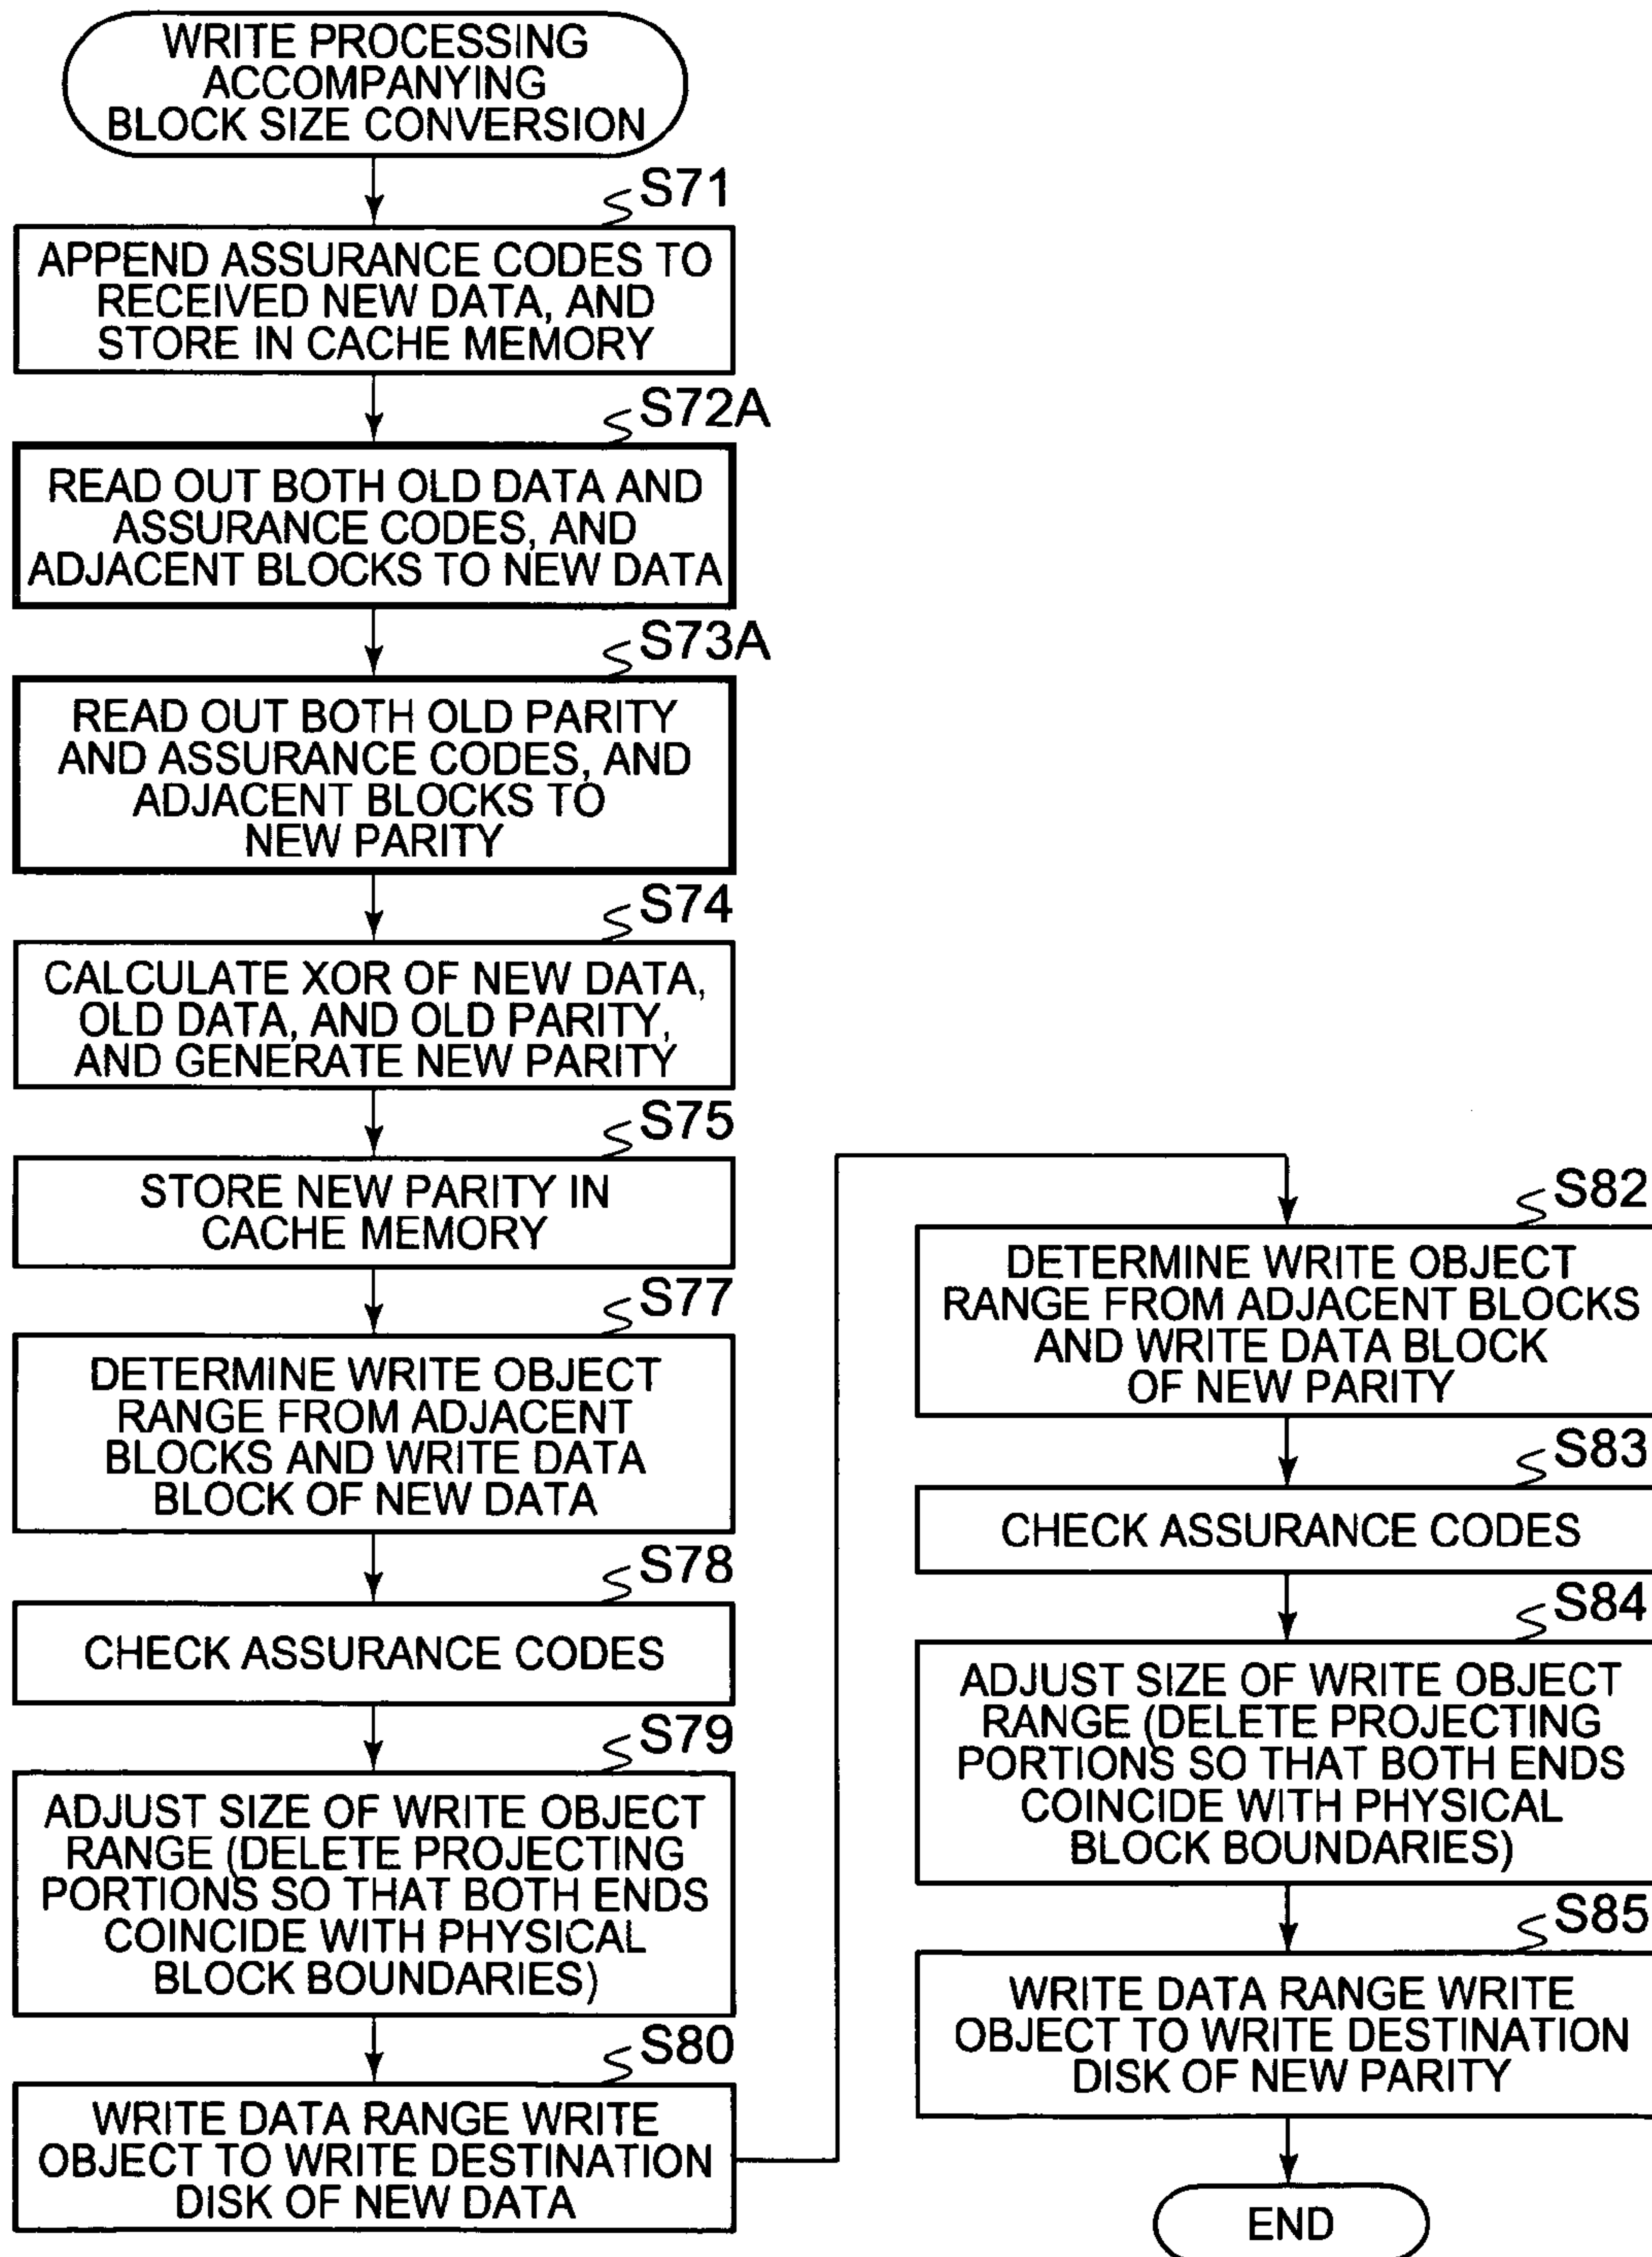 WRITE PROCESSING
ACCOMPANYING
BLOCK SIZE CONVERSION
S71
APPEND ASSURANCE CODES TO
RECEIVED NEW DATA, AND
STORE IN CACHE MEMORY
S72A
READ OUT BOTH OLD DATA AND
ASSURANCE CODES, AND
ADJACENT BLOCKS TO NEW DATA
S73A
READ OUT BOTH OLD PARITY
AND ASSURANCE CODES, AND
ADJACENT BLOCKS TO
NEW PARITY
S74
CALCULATE XOR OF NEW DATA,
OLD DATA, AND OLD PARITY,
AND GENERATE NEW PARITY
S75
STORE NEW PARITY IN
CACHE MEMORY
S77
DETERMINE WRITE OBJECT
RANGE FROM ADJACENT
BLOCKS AND WRITE DATA
BLOCK OF NEW DATA
S78
CHECK ASSURANCE CODES
S79
ADJUST SIZE OF WRITE OBJECT
RANGE (DELETE PROJECTING
PORTIONS SO THAT BOTH ENDS
COINCIDE WITH PHYSICAL
BLOCK BOUNDARIES)
S80
WRITE DATA RANGE WRITE
OBJECT TO WRITE DESTINATION
DISK OF NEW DATA
S82
DETERMINE WRITE OBJECT
RANGE FROM ADJACENT BLOCKS
AND WRITE DATA BLOCK
OF NEW PARITY
S83
CHECK ASSURANCE CODES
S84
ADJUST SIZE OF WRITE OBJECT
RANGE (DELETE PROJECTING
PORTIONS SO THAT BOTH ENDS
COINCIDE WITH PHYSICAL
BLOCK BOUNDARIES)
S85
WRITE DATA RANGE WRITE
OBJECT TO WRITE DESTINATION
DISK OF NEW PARITY
END